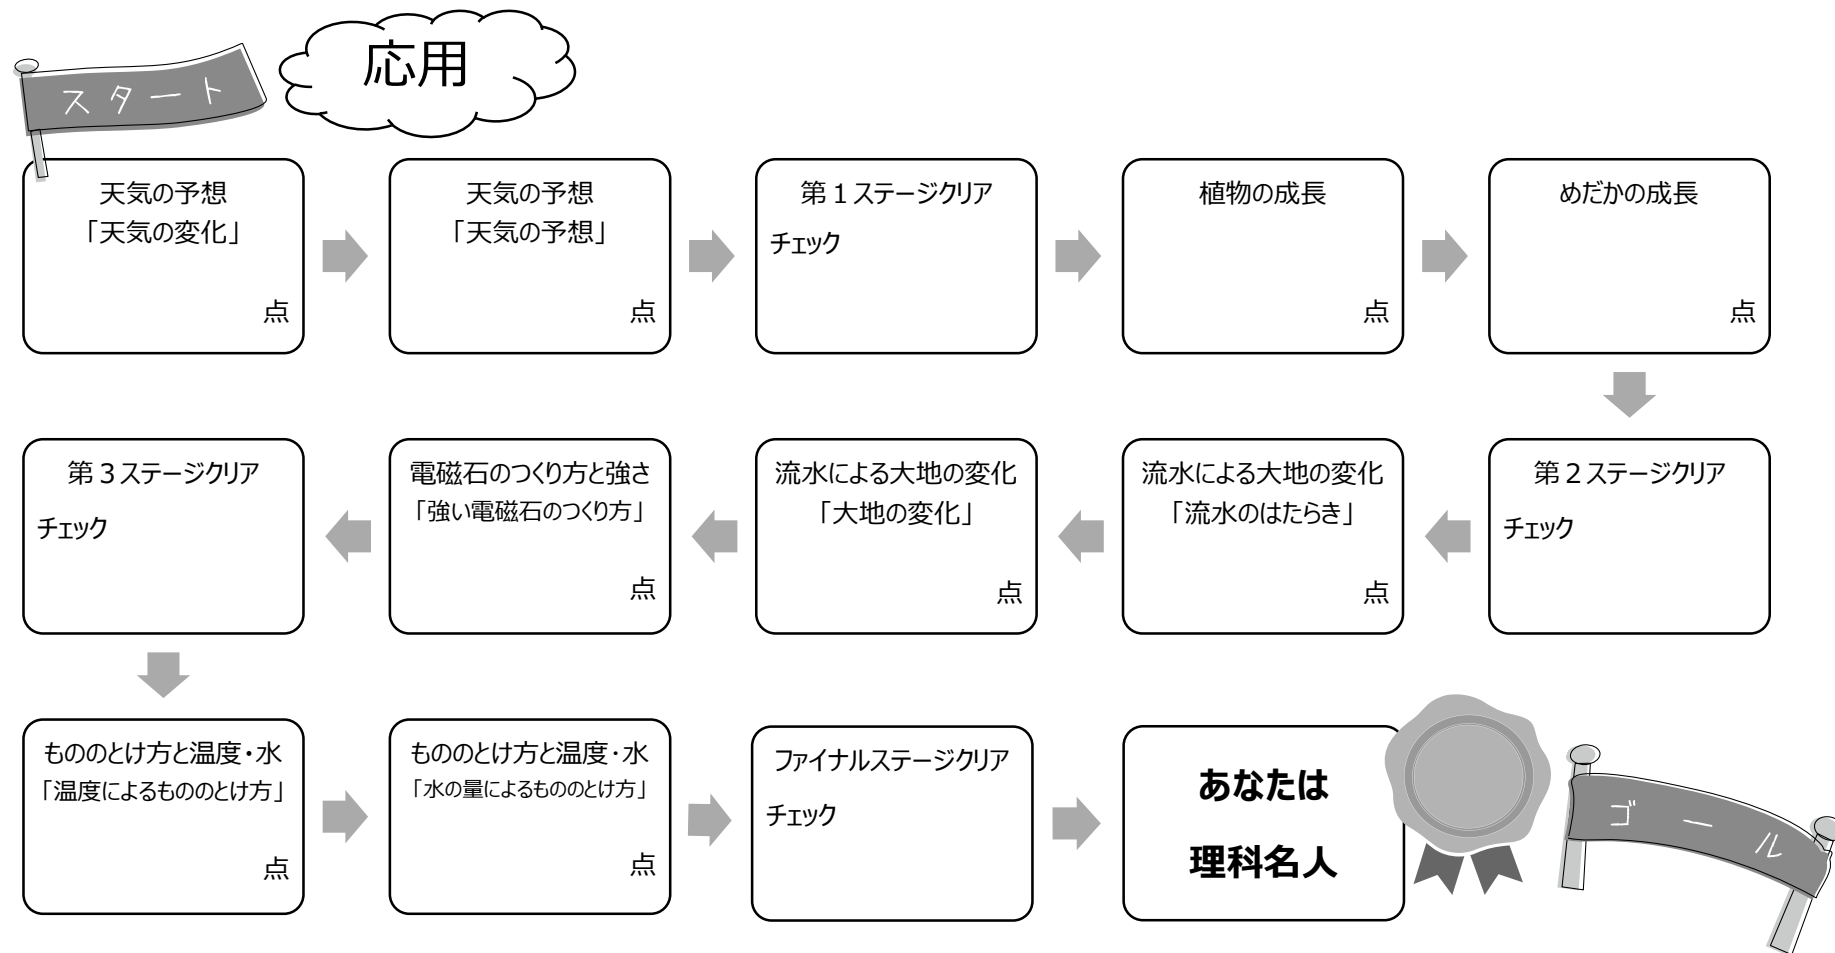 スタート
応用
天気の予想
「天気の変化」
点
天気の予想
「天気の予想」
点
第1ステージクリア
チェック
植物の成長
点
めだかの成長
点
第2ステージクリア
チェック
流水による大地の変化
「流水のはたらき」
点
流水による大地の変化
「大地の変化」
点
電磁石のつくり方と強さ
「強い電磁石のつくり方」
点
第3ステージクリア
チェック
もののとけ方と温度・水
「温度によるもののとけ方」
点
もののとけ方と温度・水
「水の量によるもののとけ方」
点
ファイナルステージクリア
チェック
あなたは
理科名人
ゴール